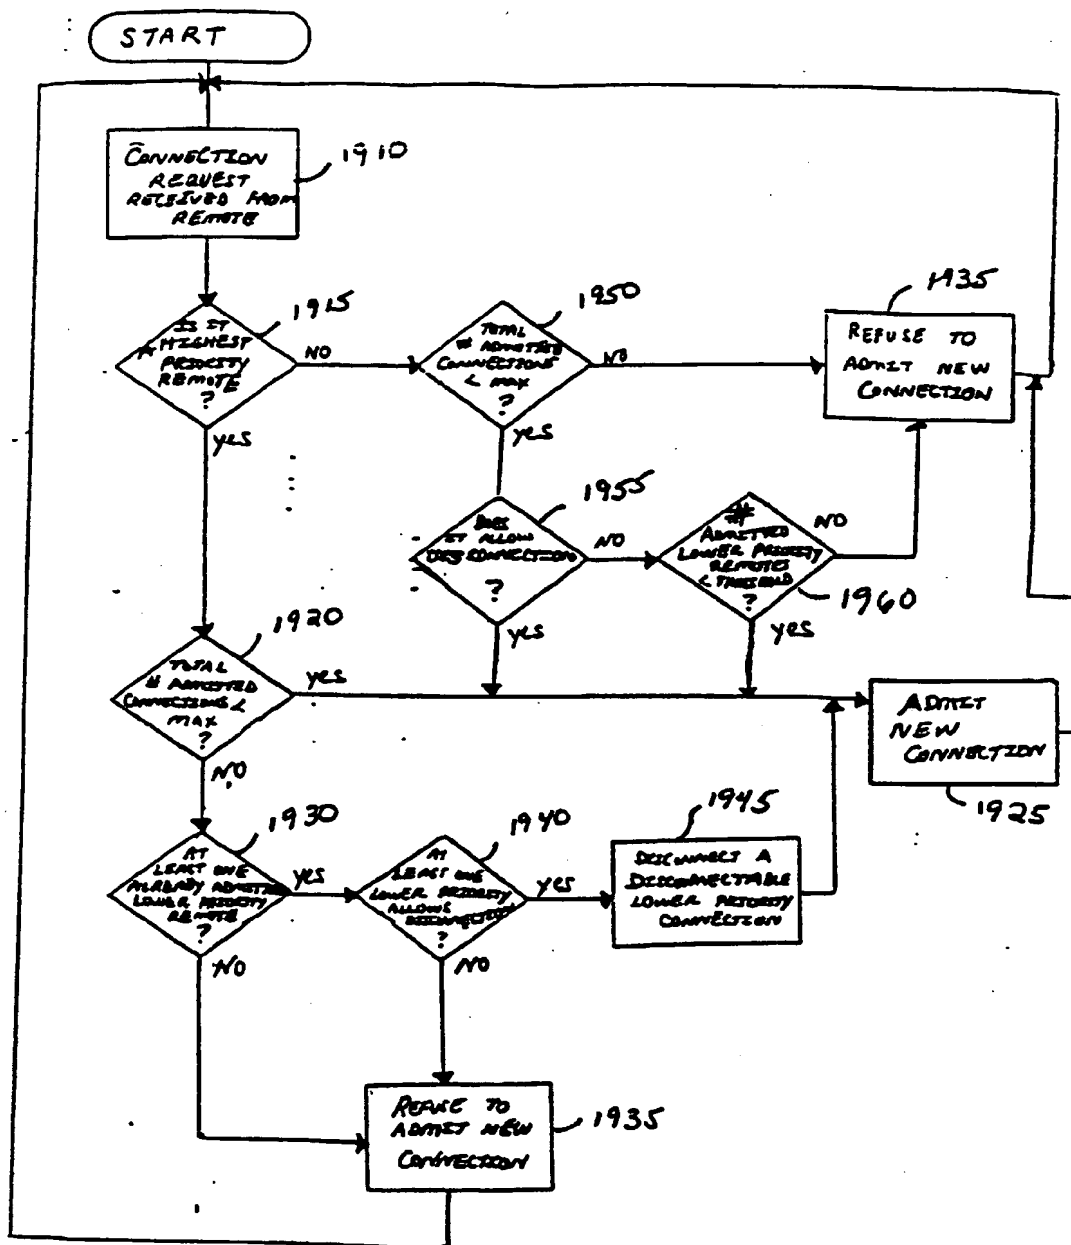 START
CONNECTION
REQUEST
RECEIVED FROM
REMOTE
1910
IS IT
A HIGHEST
PRIORITY
REMOTE
?
1915
NO
yes
TOTAL
# ADMITTED
CONNECTIONS
< MAX
?
1950
NO
yes
REFUSE TO
ADMIT NEW
CONNECTION
1935
DOES
IT ALLOW
DISCONNECTION
?
1955
NO
yes
#
ADMITTED
LOWER PRIORITY
REMOTES
<
?
1960
NO
yes
TOTAL
# ADMITTED
CONNECTIONS <
MAX
?
1920
yes
NO
ADMIT
NEW
CONNECTION
1925
AT
LEAST ONE
ALREADY ADMITTED
LOWER PRIORITY
REMOTE
?
1930
yes
NO
AT
LEAST ONE
LOWER PRIORITY
ALLOWS
DISCONNECTION
?
1940
yes
NO
DISCONNECT A
DISCONNECTABLE
LOWER PRIORITY
CONNECTION
1945
REFUSE TO
ADMIT NEW
CONNECTION
1935